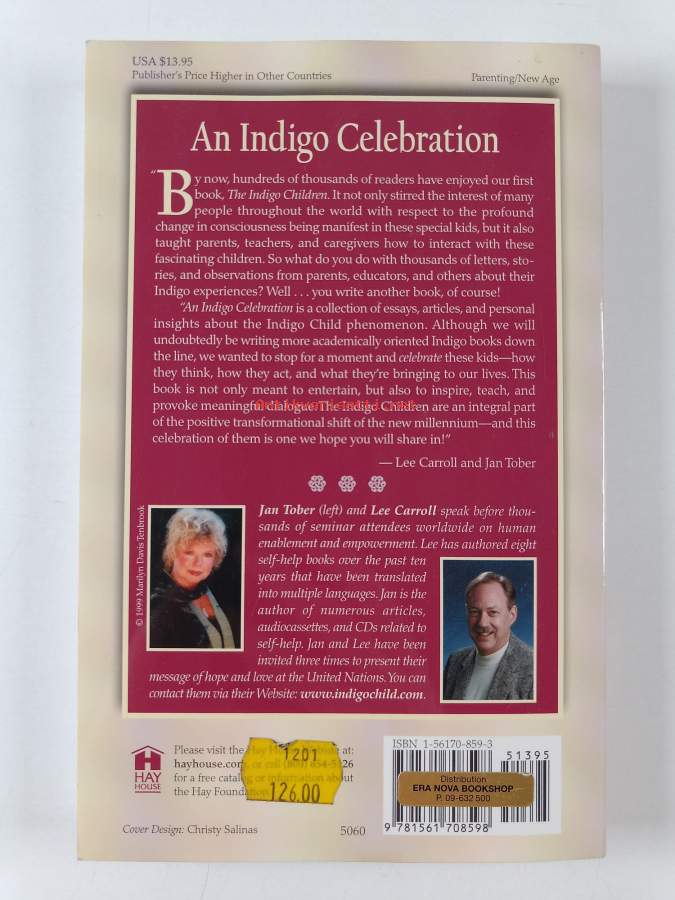 USA $13.95
Publisher's Price Higher in Other Countries
Parenting/New Age
An Indigo Celebration
"By now, hundreds of thousands of readers have enjoyed our first
book, The Indigo Children. It not only stirred the interest of many
people throughout the world with respect to the profound
change in consciousness being manifest in these special kids, but it also
taught parents, teachers, and caregivers how to interact with these
fascinating children. So what do you do with thousands of letters, sto-
ries, and observations from parents, educators, and others about their
Indigo experiences? Well . . . you write another book, of course!
"An Indigo Celebration is a collection of essays, articles, and personal
insights about the Indigo Child phenomenon. Although we will
undoubtedly be writing more academically oriented Indigo books down
the line, we wanted to stop for a moment and celebrate these kids—how
they think, how they act, and what they're bringing to our lives. This
book is not only meant to entertain, but also to inspire, teach, and
provoke meaningful dialogue. The Indigo Children are an integral part
of the positive transformational shift of the new millennium—and this
celebration of them is one we hope you will share in!"
— Lee Carroll and Jan Tober
© 1999 Marilyn Davis Tenbrook
Jan Tober (left) and Lee Carroll speak before thou-
sands of seminar attendees worldwide on human
enablement and empowerment. Lee has authored eight
self-help books over the past ten
years that have been translated
into multiple languages. Jan is the
author of numerous articles,
audiocassettes, and CDs related to
self-help. Jan and Lee have been
invited three times to present their
message of hope and love at the United Nations. You can
contact them via their Website: www.indigochild.com.
HAY
HOUSE
Please visit the Hay House at:
hayhouse.com, or call (800) 654-5126
for a free catalog or information about
the Hay Foundation
1201
126.00
ISBN 1-56170-859-3
51395
Distribution
ERA NOVA BOOKSHOP
P. 09-632 500
9 781561 708598
Cover Design: Christy Salinas
5060